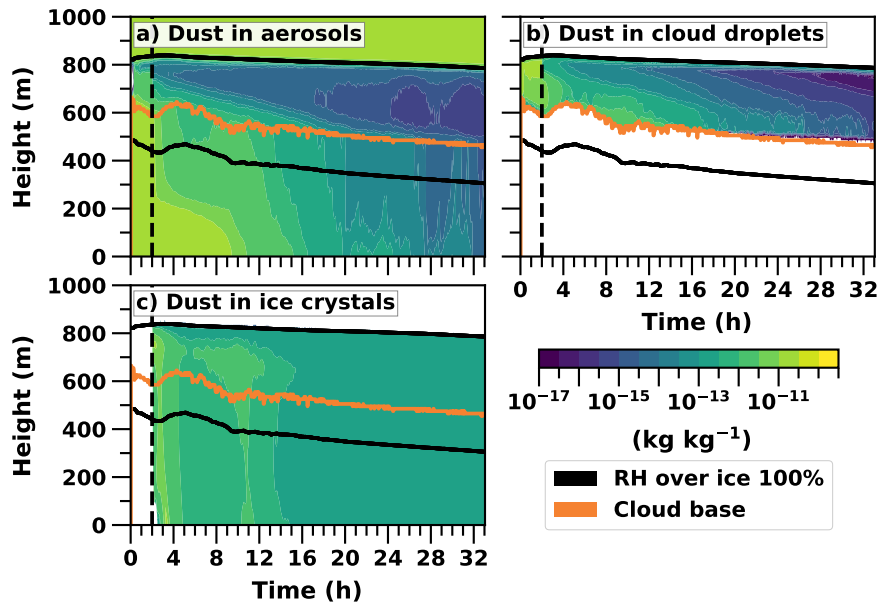 a) Dust in aerosols
b) Dust in cloud droplets
1000
800
600
400
200
0
Height (m)
0 4 8 12 16 20 24 28 32
Time (h)
c) Dust in ice crystals
1000
800
600
400
200
0
Height (m)
0 4 8 12 16 20 24 28 32
Time (h)
10⁻¹⁷ 10⁻¹⁵ 10⁻¹³ 10⁻¹¹
(kg kg⁻¹)
RH over ice 100%
Cloud base